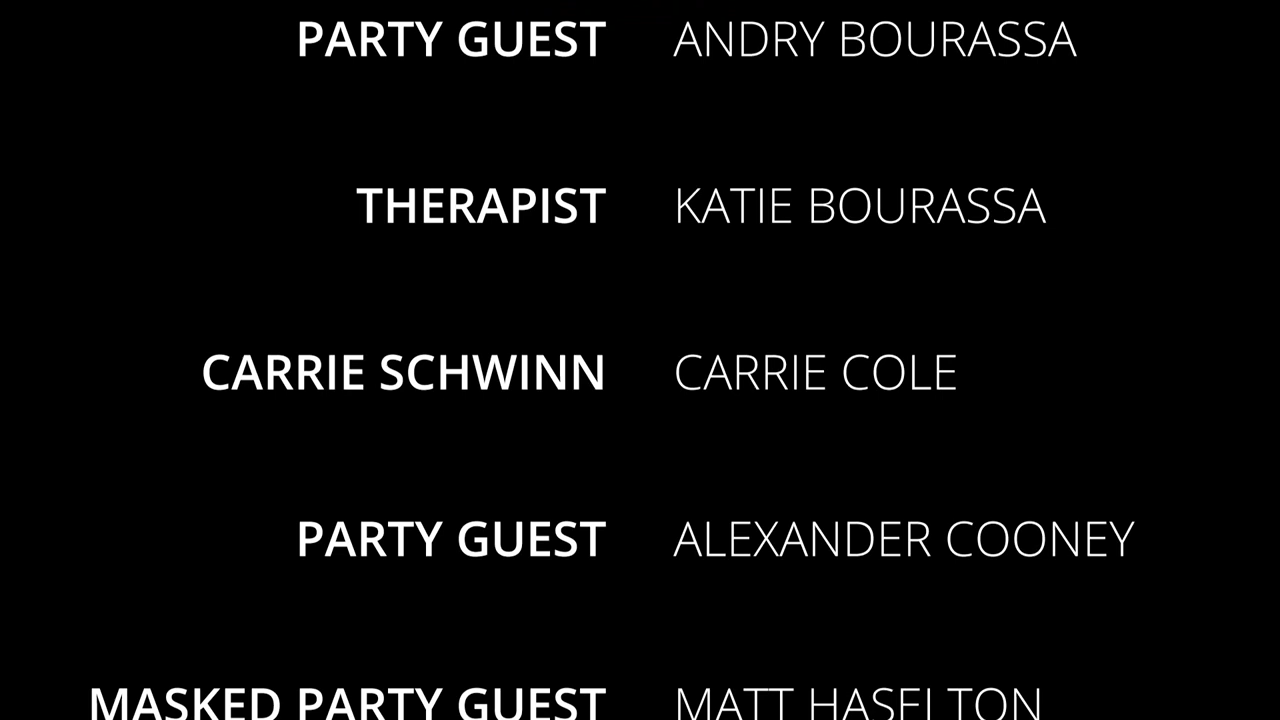 PARTY GUEST ANDRY BOURASSA
THERAPIST KATIE BOURASSA
CARRIE SCHWINN CARRIE COLE
PARTY GUEST ALEXANDER COONEY
MASKED PARTY GUEST MATT HASELTON